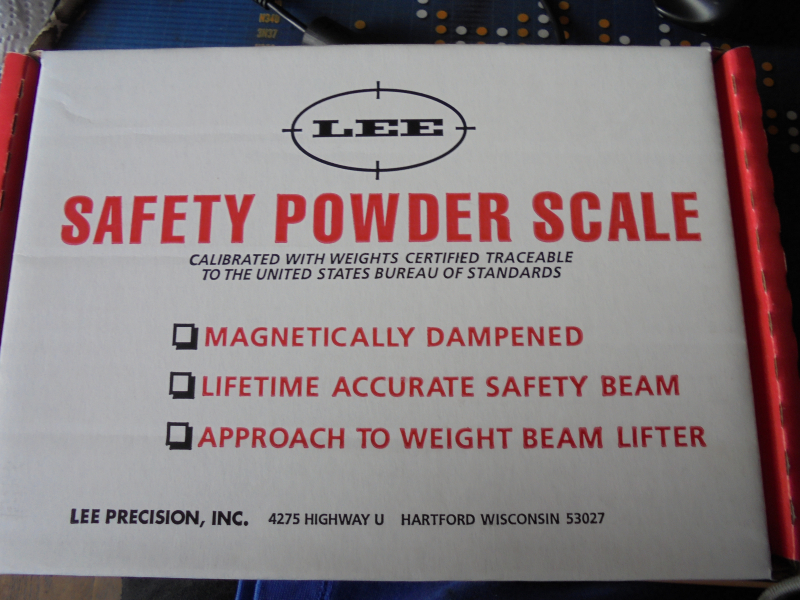 LEE
SAFETY POWDER SCALE
CALIBRATED WITH WEIGHTS CERTIFIED TRACEABLE
TO THE UNITED STATES BUREAU OF STANDARDS
MAGNETICALLY DAMPENED
LIFETIME ACCURATE SAFETY BEAM
APPROACH TO WEIGHT BEAM LIFTER
LEE PRECISION, INC. 4275 HIGHWAY U HARTFORD WISCONSIN 53027